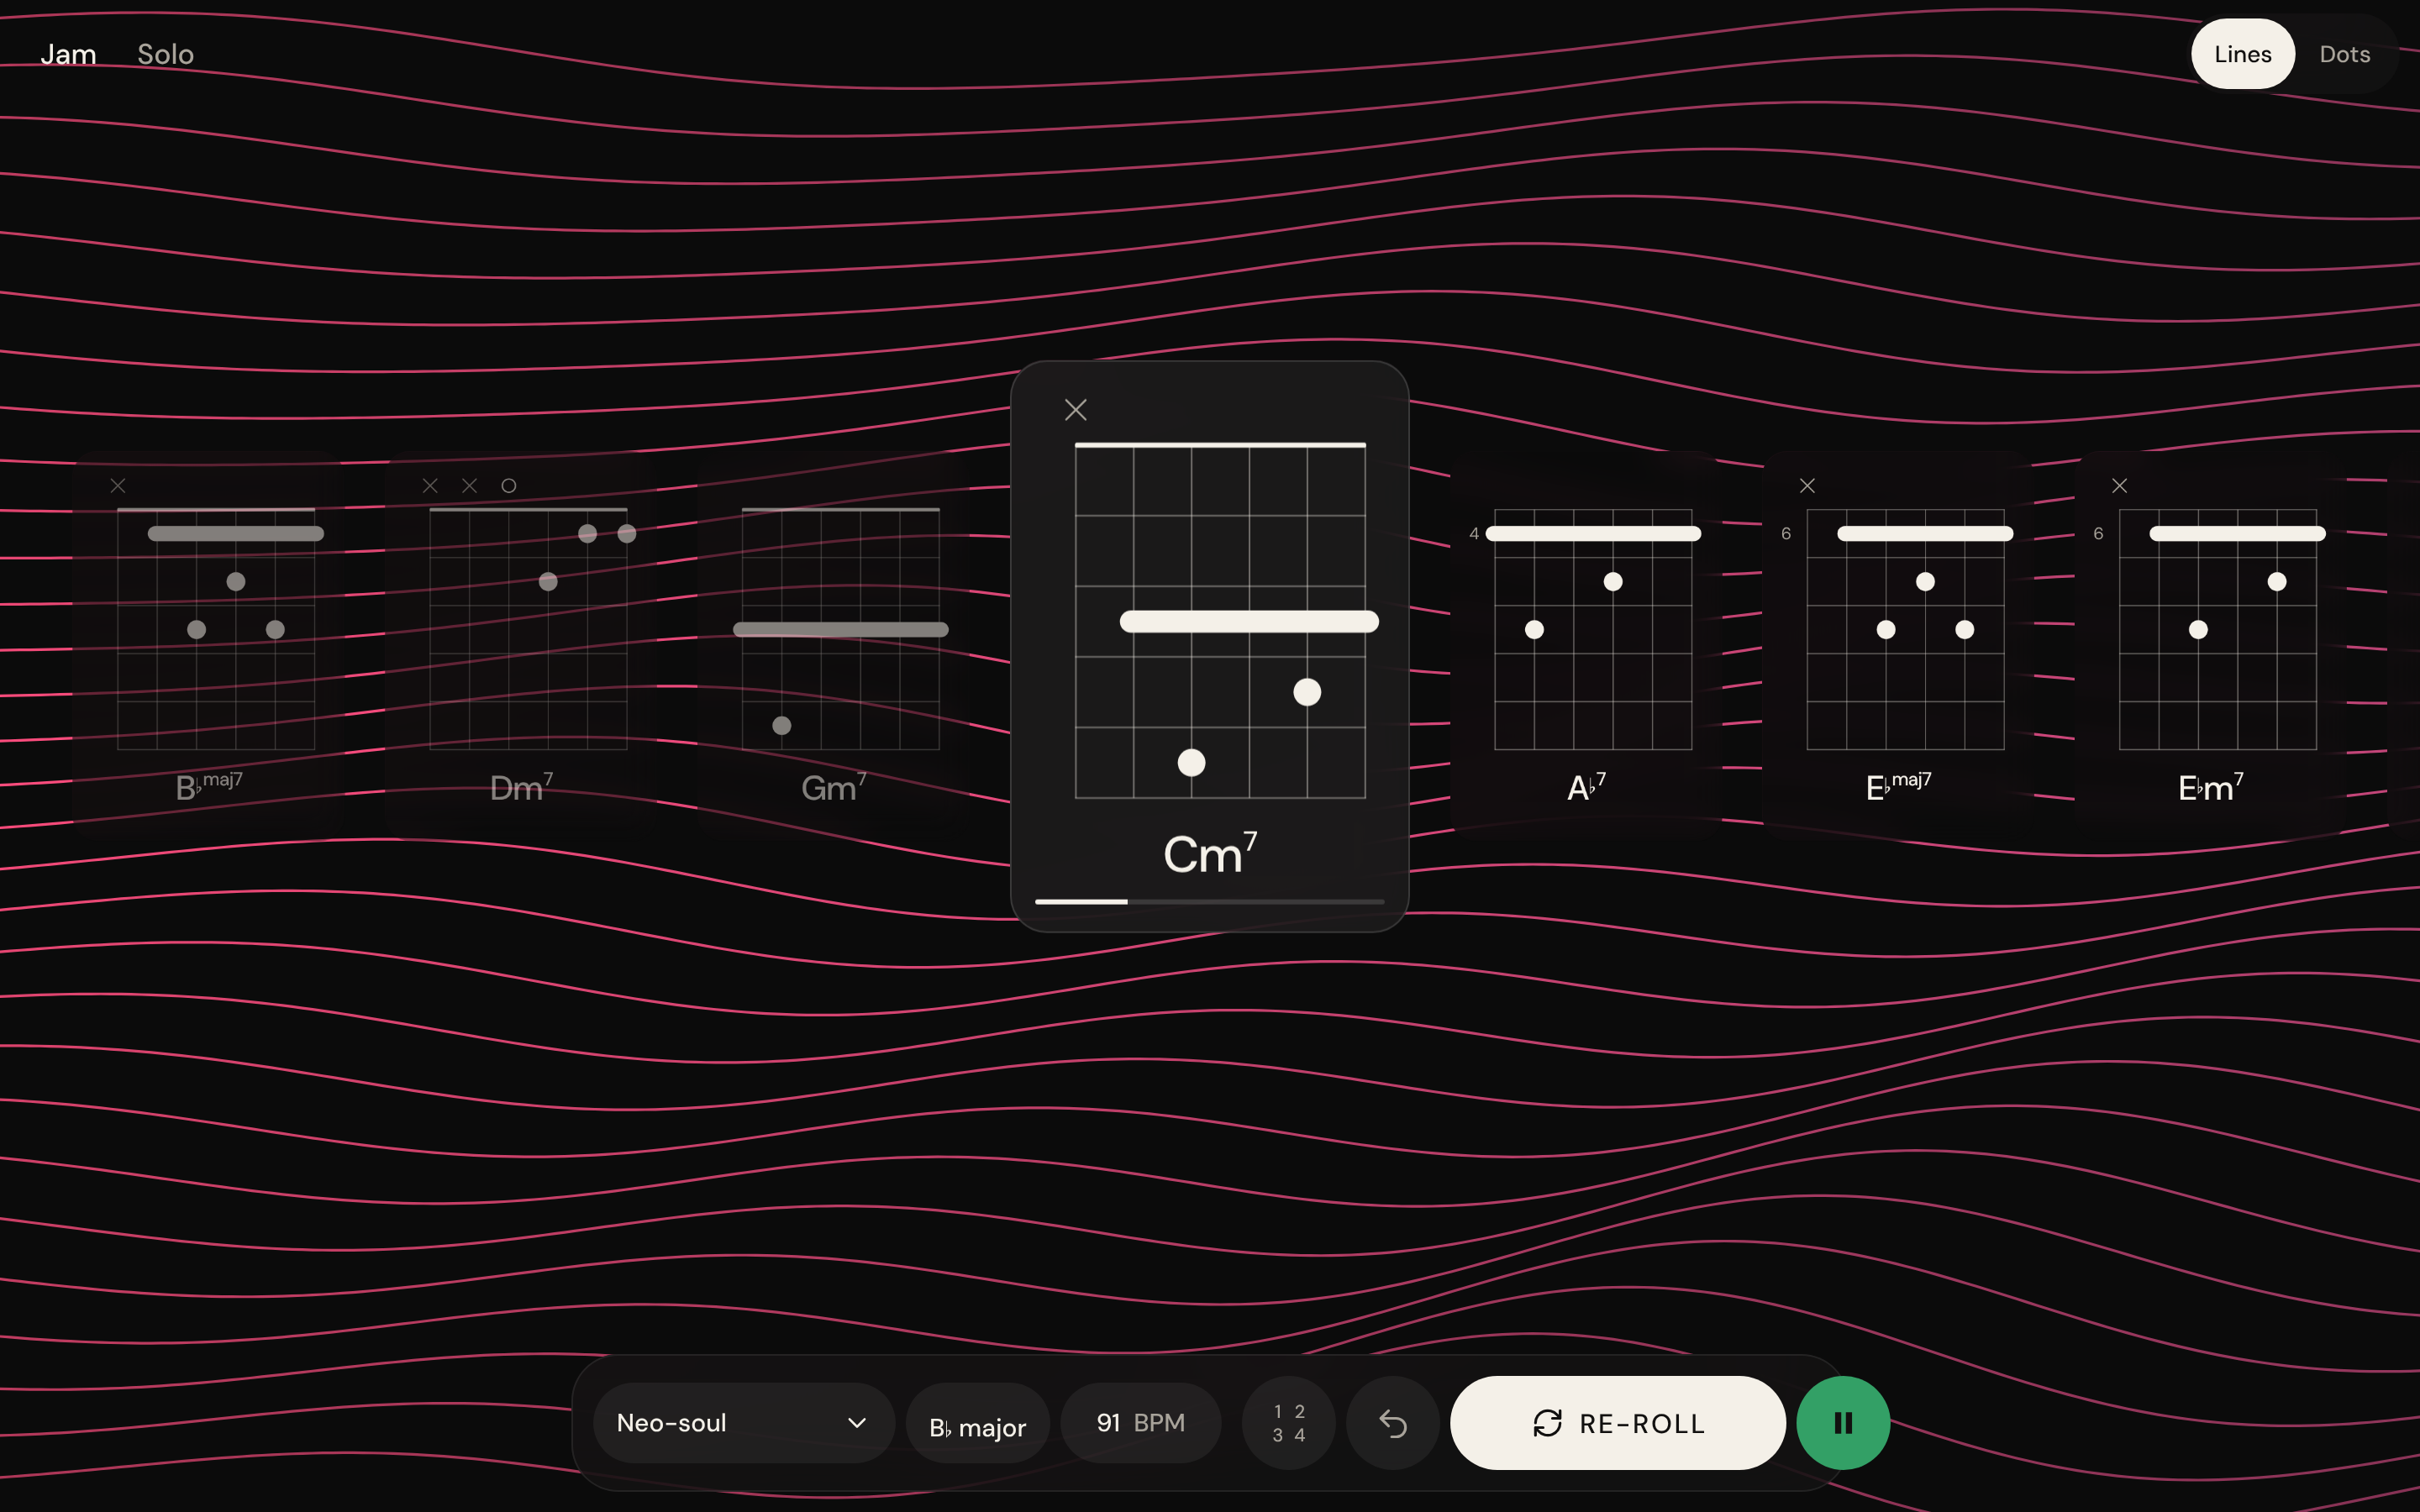 Jam Solo
Lines Dots
4 6 6
B♭maj7 Dm7 Gm7 Cm7 A♭7 E♭maj7 E♭m7
Neo-soul B♭ major 91 BPM 1 2 3 4 RE-ROLL